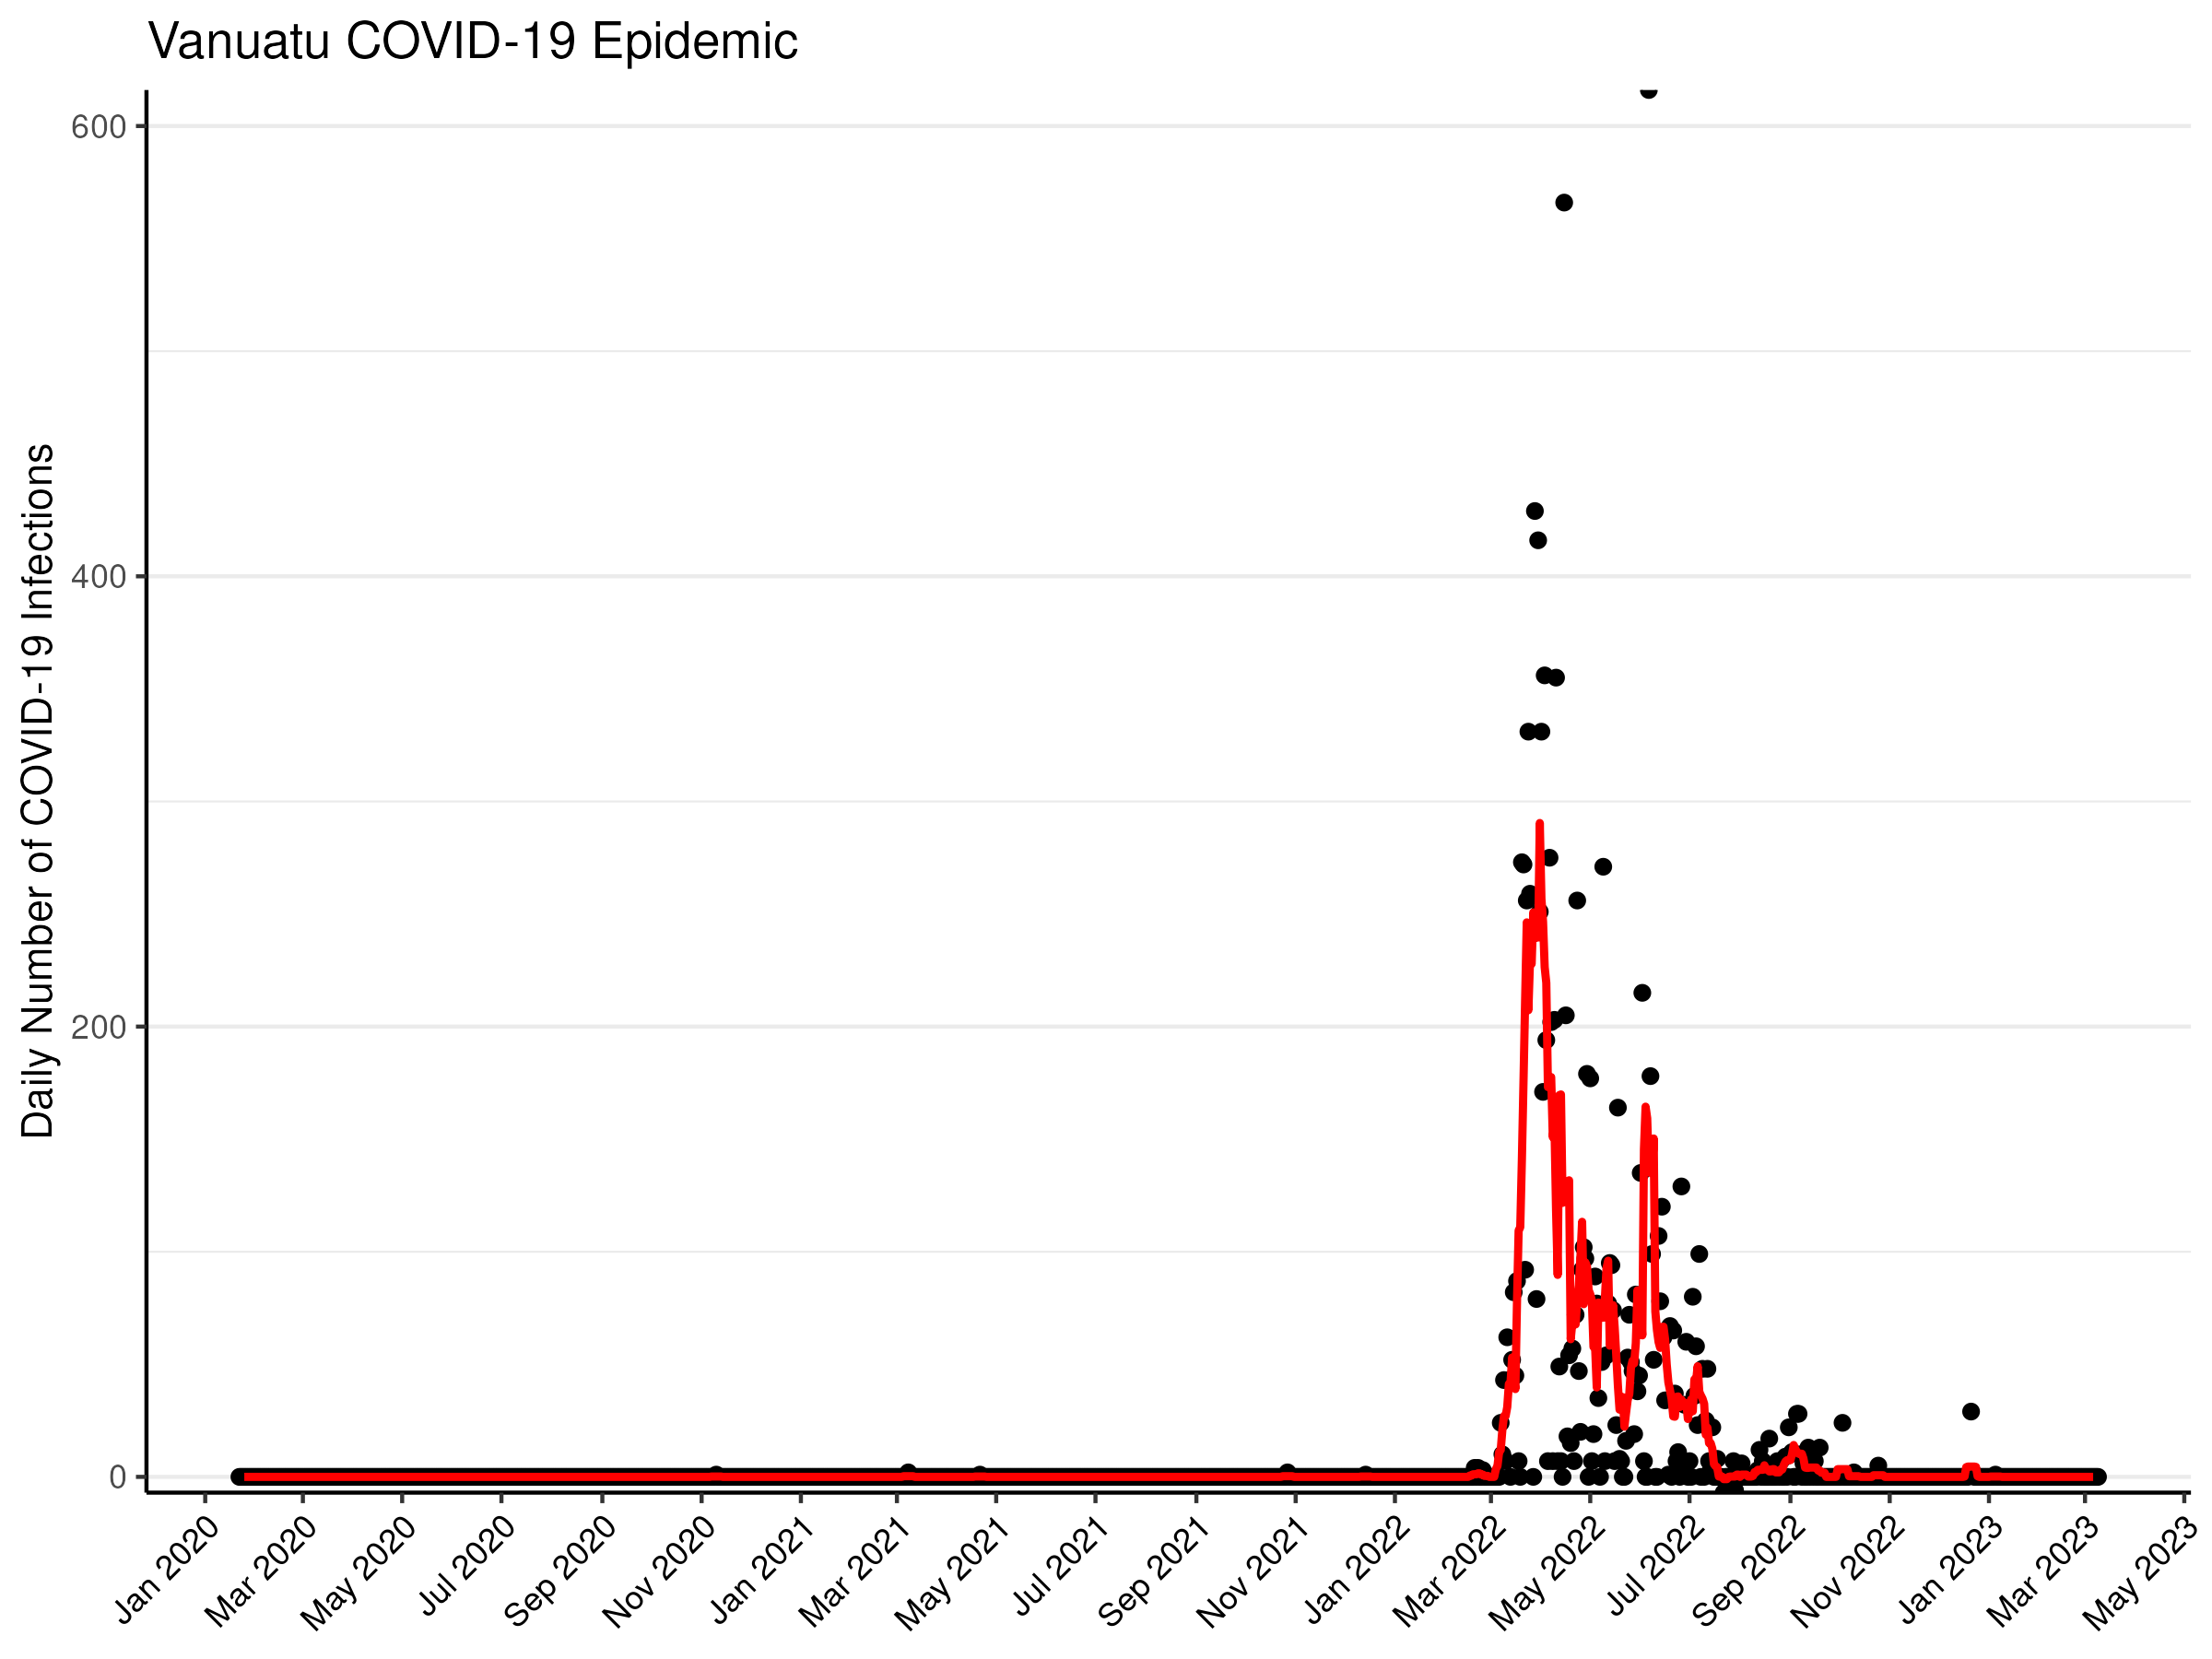 Vanuatu COVID-19 Epidemic
Daily Number of COVID-19 Infections
600
400
200
0
Jan 2020
Mar 2020
May 2020
Jul 2020
Sep 2020
Nov 2020
Jan 2021
Mar 2021
May 2021
Jul 2021
Sep 2021
Nov 2021
Jan 2022
Mar 2022
May 2022
Jul 2022
Sep 2022
Nov 2022
Jan 2023
Mar 2023
May 2023